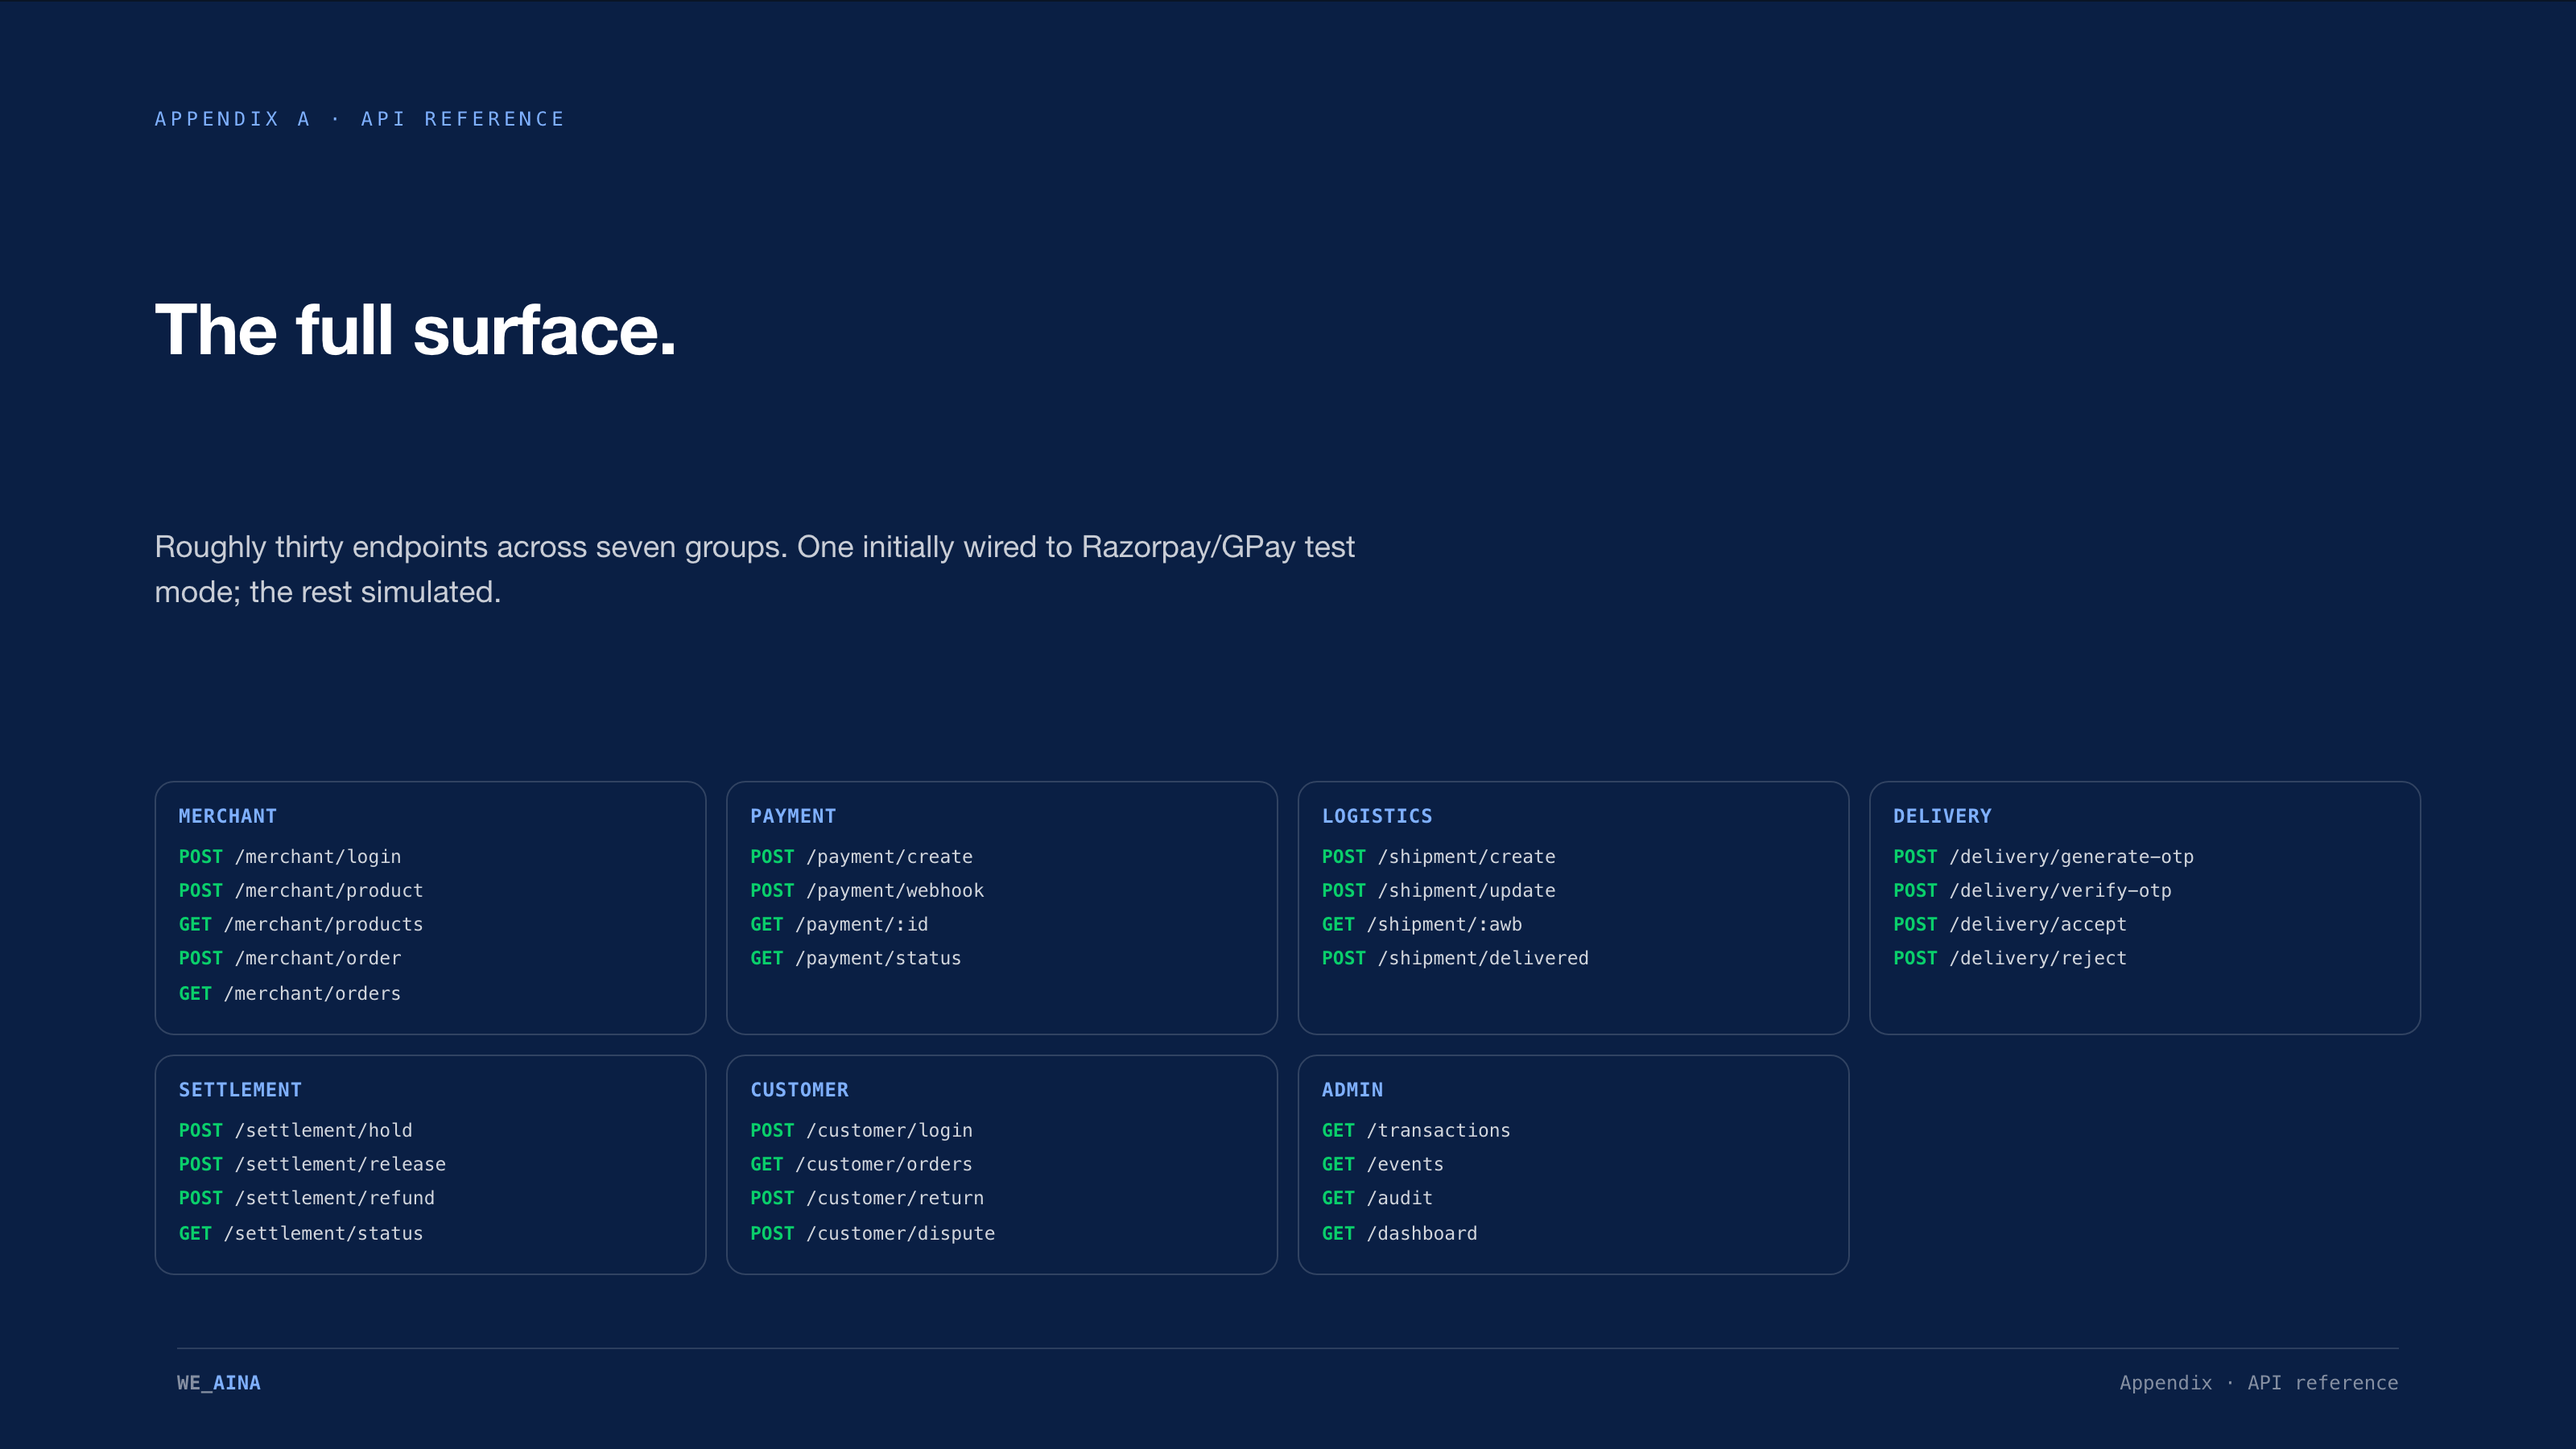 APPENDIX A · API REFERENCE
The full surface.
Roughly thirty endpoints across seven groups. One initially wired to Razorpay/GPay test
mode; the rest simulated.
MERCHANT
POST /merchant/login
POST /merchant/product
GET /merchant/products
POST /merchant/order
GET /merchant/orders
PAYMENT
POST /payment/create
POST /payment/webhook
GET /payment/:id
GET /payment/status
LOGISTICS
POST /shipment/create
POST /shipment/update
GET /shipment/:awb
POST /shipment/delivered
DELIVERY
POST /delivery/generate-otp
POST /delivery/verify-otp
POST /delivery/accept
POST /delivery/reject
SETTLEMENT
POST /settlement/hold
POST /settlement/release
POST /settlement/refund
GET /settlement/status
CUSTOMER
POST /customer/login
GET /customer/orders
POST /customer/return
POST /customer/dispute
ADMIN
GET /transactions
GET /events
GET /audit
GET /dashboard
WE_AINA
Appendix · API reference